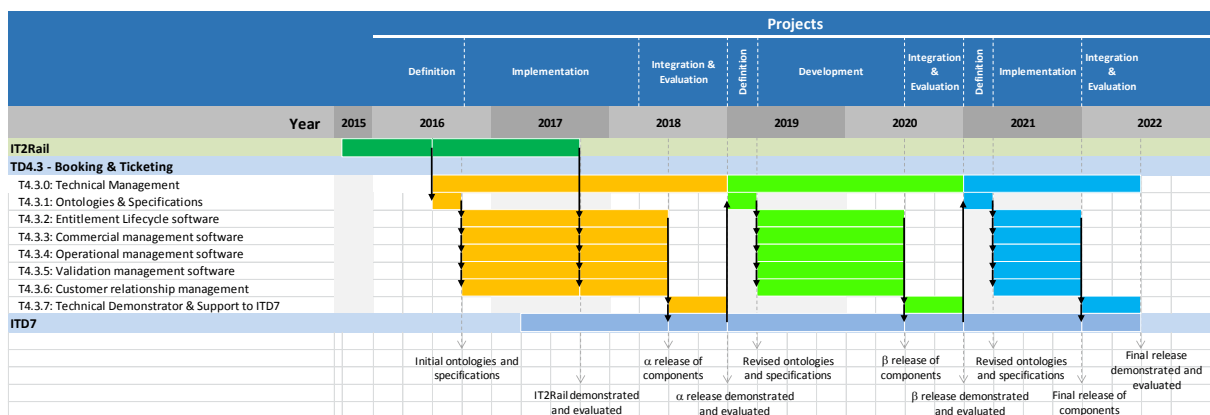 Projects
Definition
Implementation
Integration &
Evaluation
Definition
Development
Integration
&
Evaluation
Definition
Implementation
Integration
&
Evaluation
Year 2015 2016 2017 2018 2019 2020 2021 2022
IT2Rail
TD4.3 - Booking & Ticketing
T4.3.0: Technical Management
T4.3.1: Ontologies & Specifications
T4.3.2: Entitlement Lifecycle software
T4.3.3: Commercial management software
T4.3.4: Operational management software
T4.3.5: Validation management software
T4.3.6: Customer relationship management
T4.3.7: Technical Demonstrator & Support to ITD7
ITD7
Initial ontologies and
specifications
α release of
components
Revised ontologies
and specifications
β release of
components
Revised ontologies
and specifications
Final release
demonstrated and
evaluated
IT2Rail demonstrated
and evaluated
α release demonstrated
and evaluated
β release demonstrated
and evaluated
Final release of
components